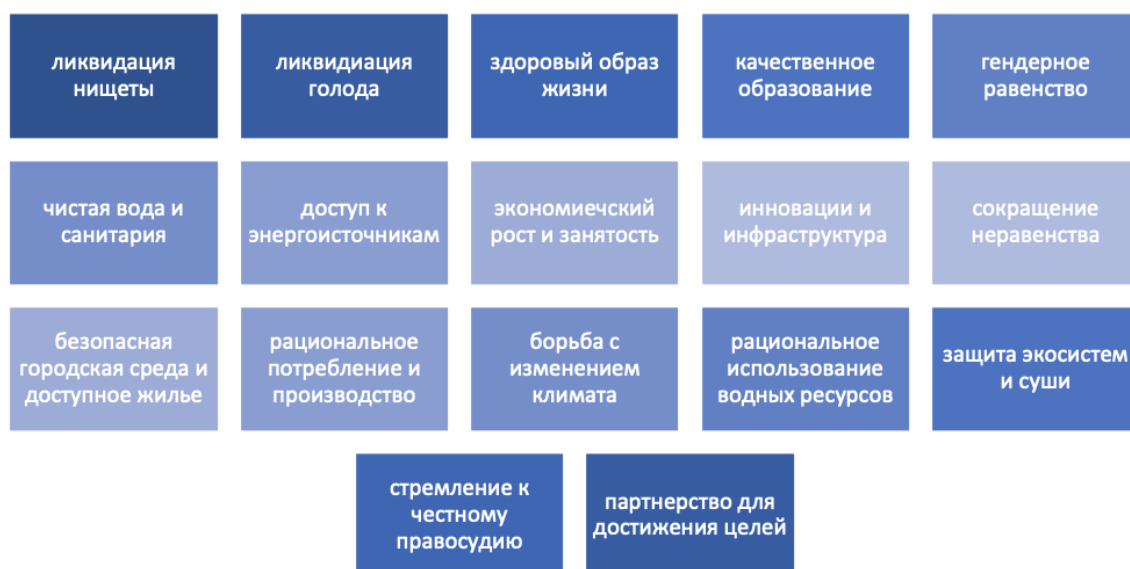 ликвидация
нищеты
ликвидиация
голода
здоровый образ
жизни
качественное
образование
гендерное
равенство
чистая вода и
санитария
доступ к
энергоисточникам
экономиечский
рост и занятость
инновации и
инфраструктура
сокращение
неравенства
безопасная
городская среда и
доступное жилье
рациональное
потребление и
производство
борьба с
изменением
климата
рациональное
использование
водных ресурсов
защита экосистем
и суши
стремление к
честному
правосудию
партнерство для
достижения целей